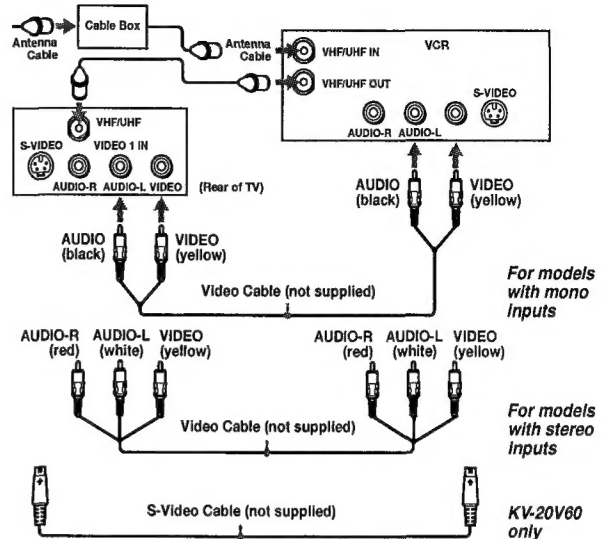 Cable Box
Antenna
Cable
Antenna
Cable
VHF/UHF IN
VCR
VHF/UHF OUT
S-VIDEO
AUDIO-R AUDIO-L
VHF/UHF
S-VIDEO
VIDEO 1 IN
AUDIO-R AUDIO-L VIDEO
(Rear of TV)
AUDIO
(black)
VIDEO
(yellow)
AUDIO
(black)
VIDEO
(yellow)
Video Cable (not supplied)
For models
with mono
inputs
AUDIO-R
(red)
AUDIO-L
(white)
VIDEO
(yellow)
AUDIO-R
(red)
AUDIO-L
(white)
VIDEO
(yellow)
Video Cable (not supplied)
For models
with stereo
inputs
S-Video Cable (not supplied)
KV-20V60
only